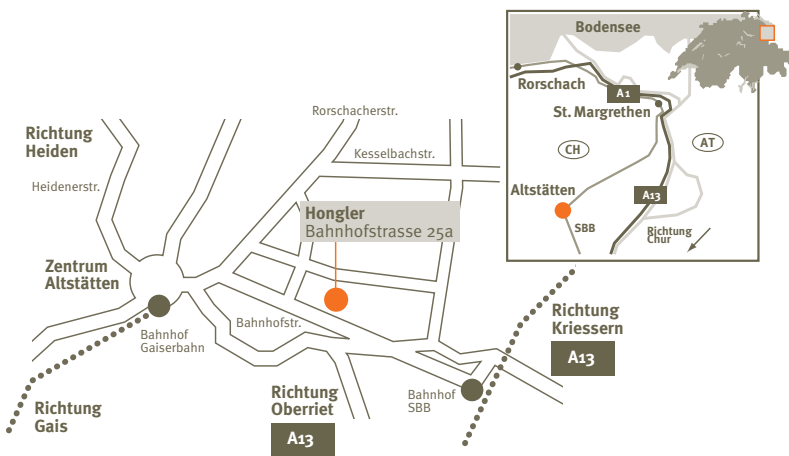 Rorschacherstr.
Richtung
Heiden
Kesselbachstr.
Heidenerstr.
Hongler
Bahnhofstrasse 25a
Zentrum
Altstätten
Bahnhofstr.
Bahnhof
Gaiserbahn
Richtung
Gais
Richtung
Oberriet
A13
Bahnhof
SBB
Richtung
Kriessern
A13
Bodensee
Rorschach
A1
St. Margrethen
CH
AT
Altstätten
A13
SBB
Richtung
Chur